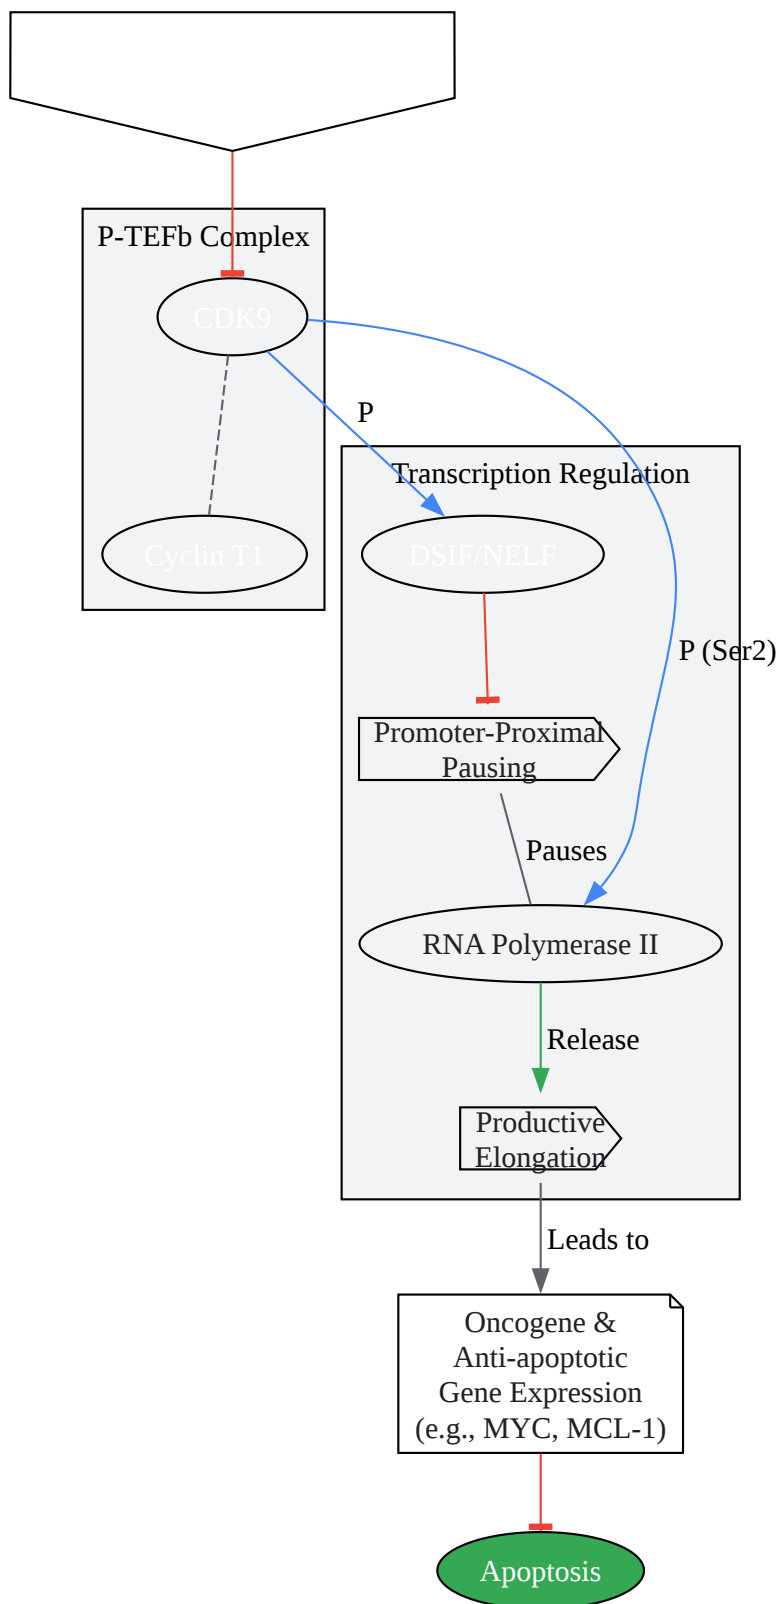 P-TEFb Complex
CDK9
P
Transcription Regulation
Cyclin T1
DSIF/NELF
P (Ser2)
Promoter-Proximal
Pausing
Pauses
RNA Polymerase II
Release
Productive
Elongation
Leads to
Oncogene &
Anti-apoptotic
Gene Expression
(e.g., MYC, MCL-1)
Apoptosis